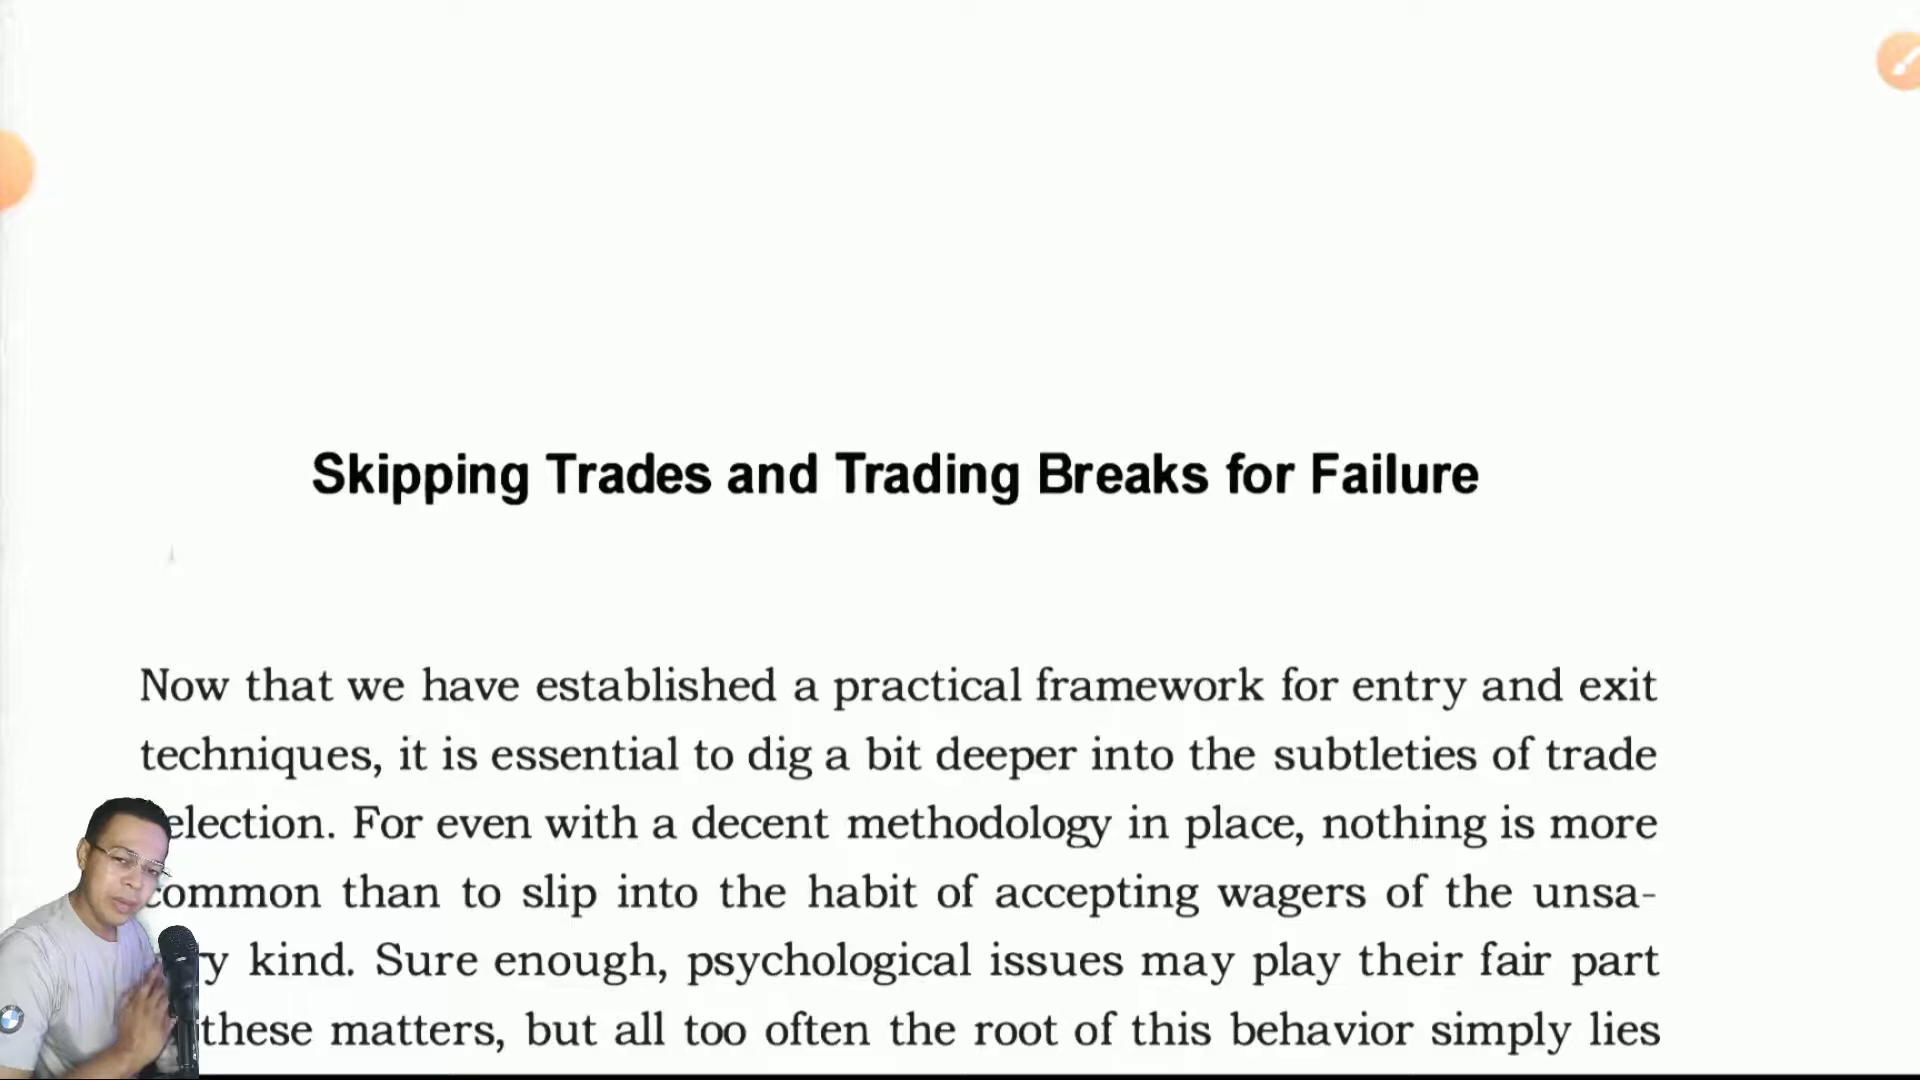 Skipping Trades and Trading Breaks for Failure
Now that we have established a practical framework for entry and exit
techniques, it is essential to dig a bit deeper into the subtleties of trade
election. For even with a decent methodology in place, nothing is more
common than to slip into the habit of accepting wagers of the unsa-
y kind. Sure enough, psychological issues may play their fair part
these matters, but all too often the root of this behavior simply lies